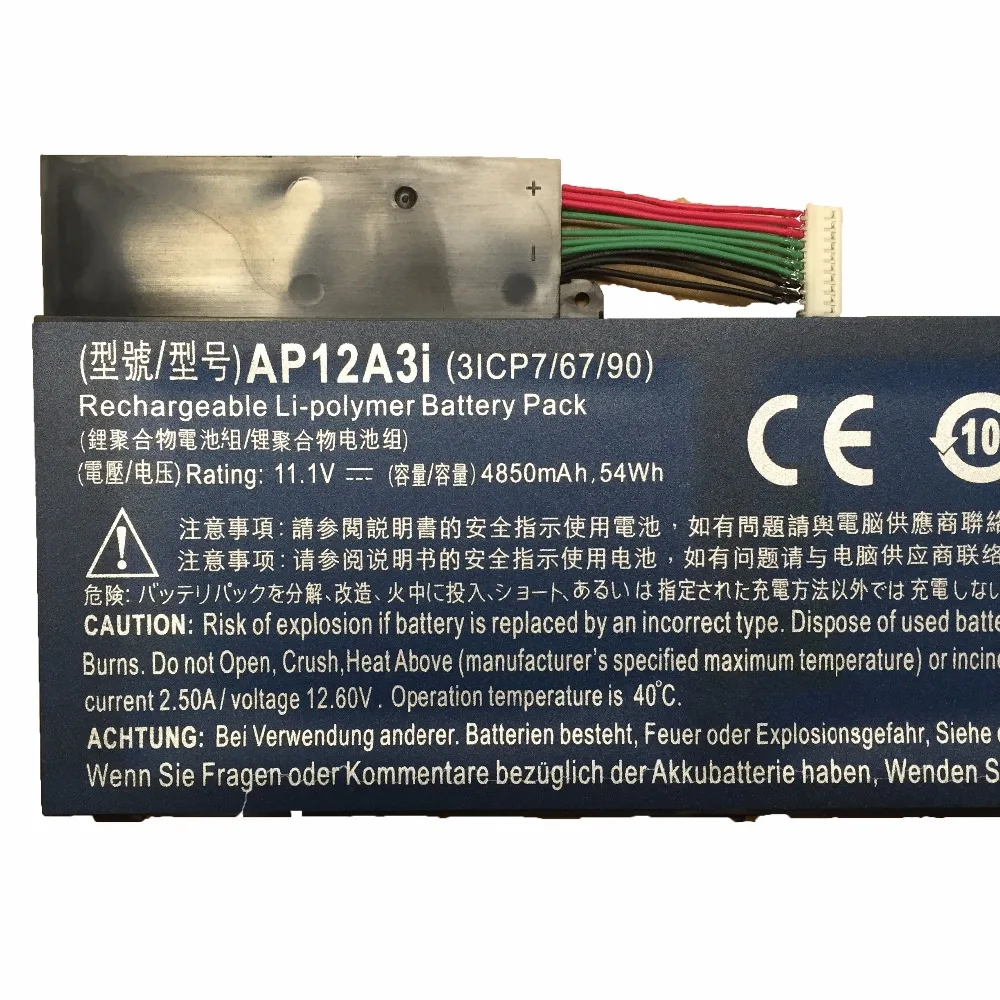 +
-
(型號/型号)AP12A3i (3ICP7/67/90)
Rechargeable Li-polymer Battery Pack
(鋰聚合物電池組/锂聚合物电池组)
(電壓/电压) Rating: 11.1V ⎓ (容量/容量) 4850mAh, 54Wh
CE
10
注意事項: 請参閲説明書的安全指示使用電池，如有問題請與電腦供應商聯絡
注意事项: 请参阅说明书的安全指示使用电池，如有问题请与电脑供应商联络
危険: バッテリパックを分解、改造、火中に投入、ショート、あるいは指定された充電方法以外では充電しない
CAUTION: Risk of explosion if battery is replaced by an incorrect type. Dispose of used batte
Burns. Do not Open, Crush,Heat Above (manufacturer's specified maximum temperature) or incine
current 2.50A / voltage 12.60V . Operation temperature is 40°C.
ACHTUNG: Bei Verwendung anderer. Batterien besteht, Feuer oder Explosionsgefahr, Siehe
Wenn Sie Fragen oder Kommentare bezüglich der Akkubatterie haben, Wenden S